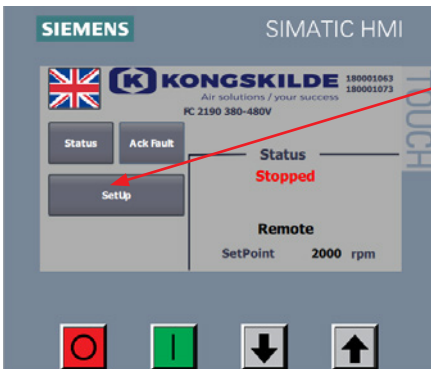 SIEMENS
SIMATIC HMI
TOUCH
KONGSKILDE
Air solutions / your success
180001063
180001073
FC 2190 380-480V
Status
Ack Fault
SetUp
Status
Stopped
Remote
SetPoint 2000 rpm